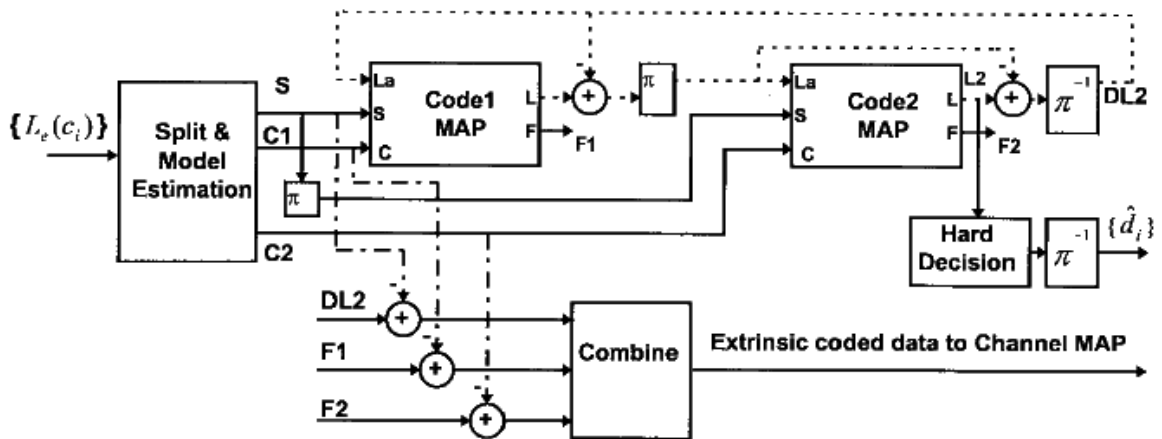 {L_e(c_i)}
Split &
Model
Estimation
S
C1
C2
π
La
S
C
Code1
MAP
L
F
F1
+
π
La
S
C
Code2
MAP
L2
L
F
F2
+
π⁻¹
DL2
Hard
Decision
π⁻¹
{d̂_i}
DL2
F1
F2
+
+
+
Combine
Extrinsic coded data to Channel MAP